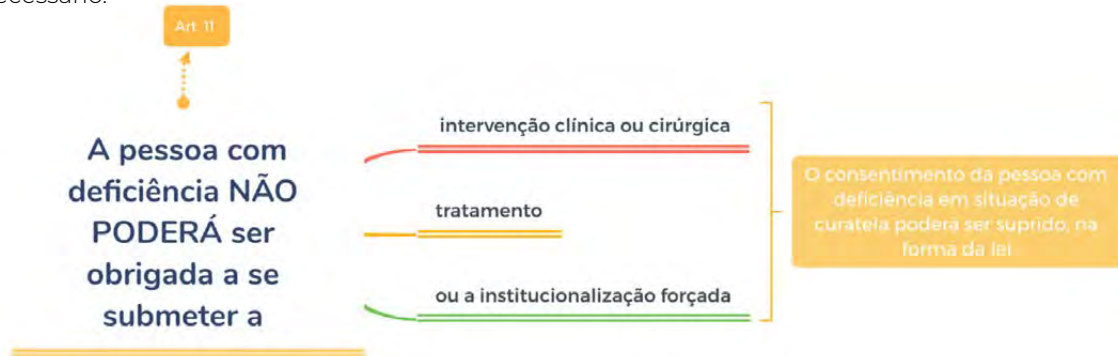 ecessário.
Art. 11
A pessoa com
deficiência NÃO
PODERÁ ser
obrigada a se
submeter a
intervenção clínica ou cirúrgica
tratamento
ou a institucionalização forçada
O consentimento da pessoa com
deficiência em situação de
curatela poderá ser suprido, na
forma da lei